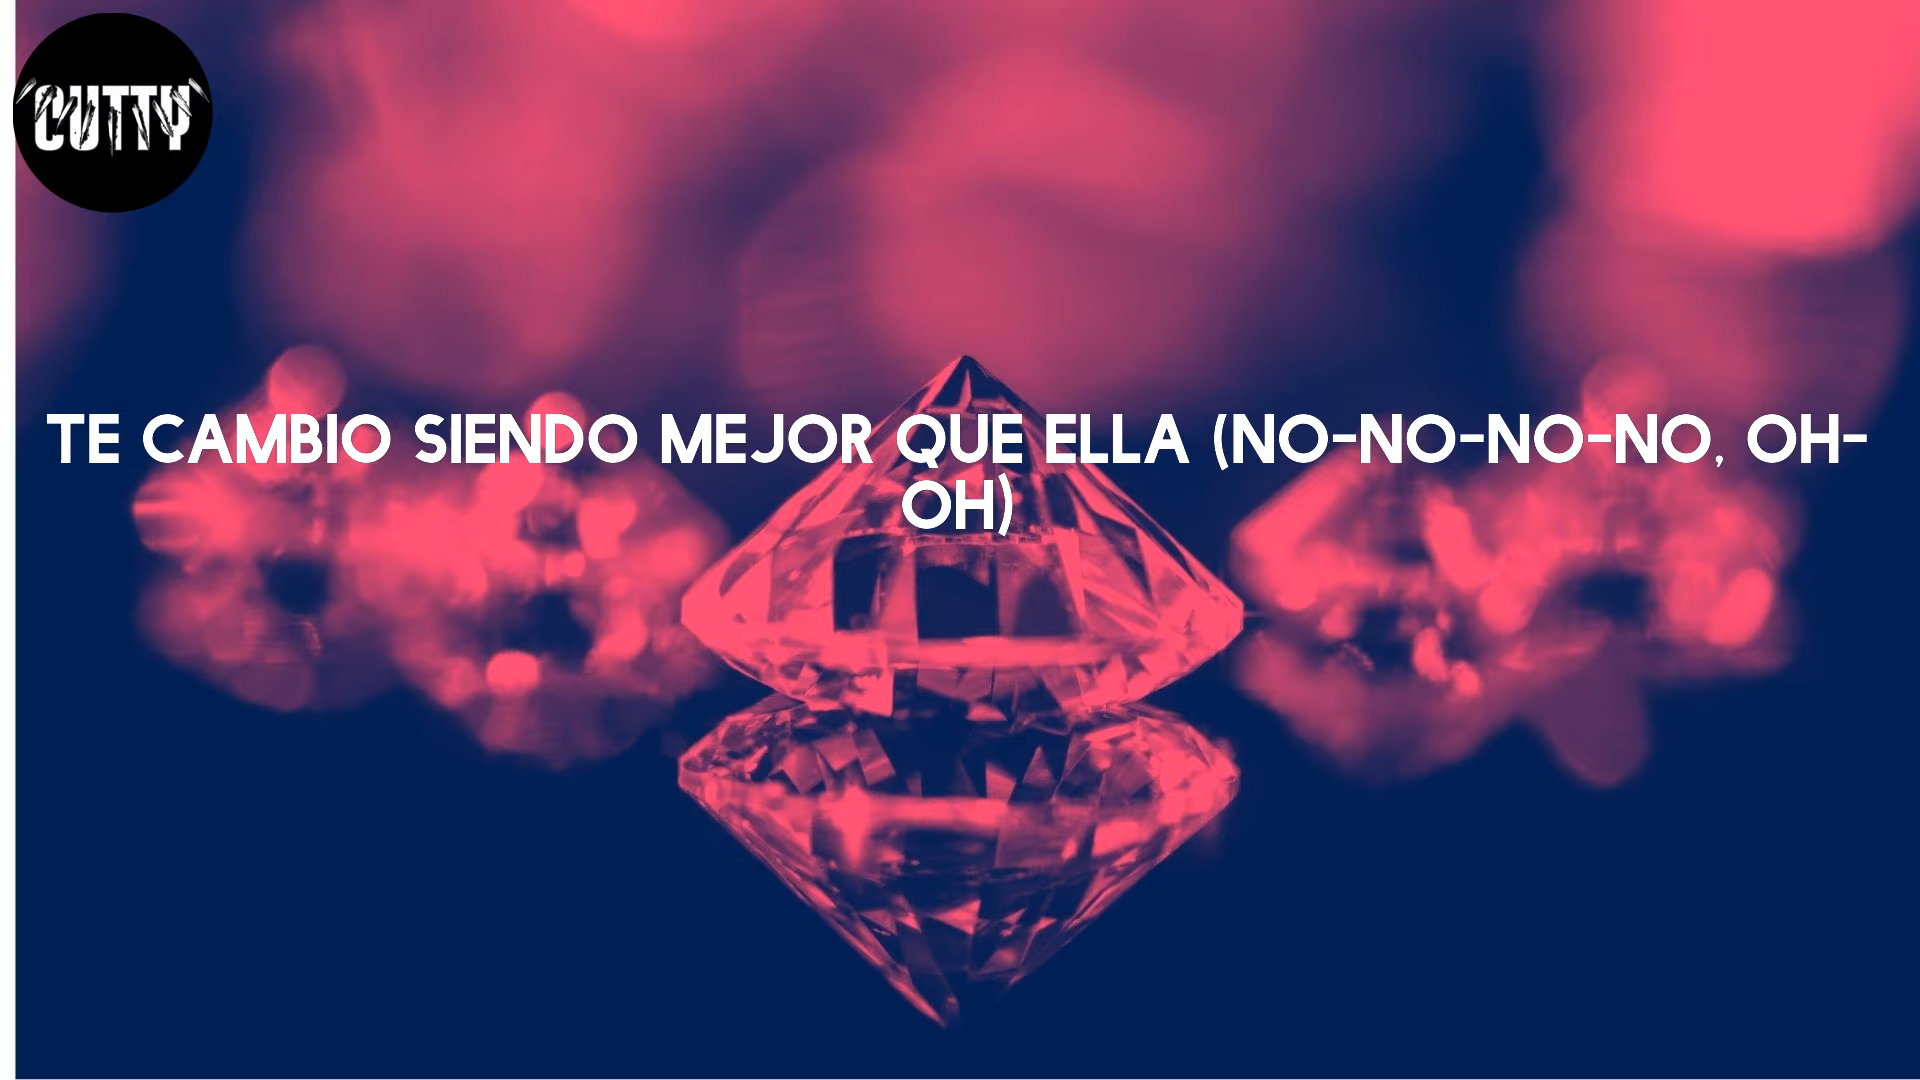 CUTTY
TE CAMBIO SIENDO MEJOR QUE ELLA (NO-NO-NO-NO, OH-
OH)